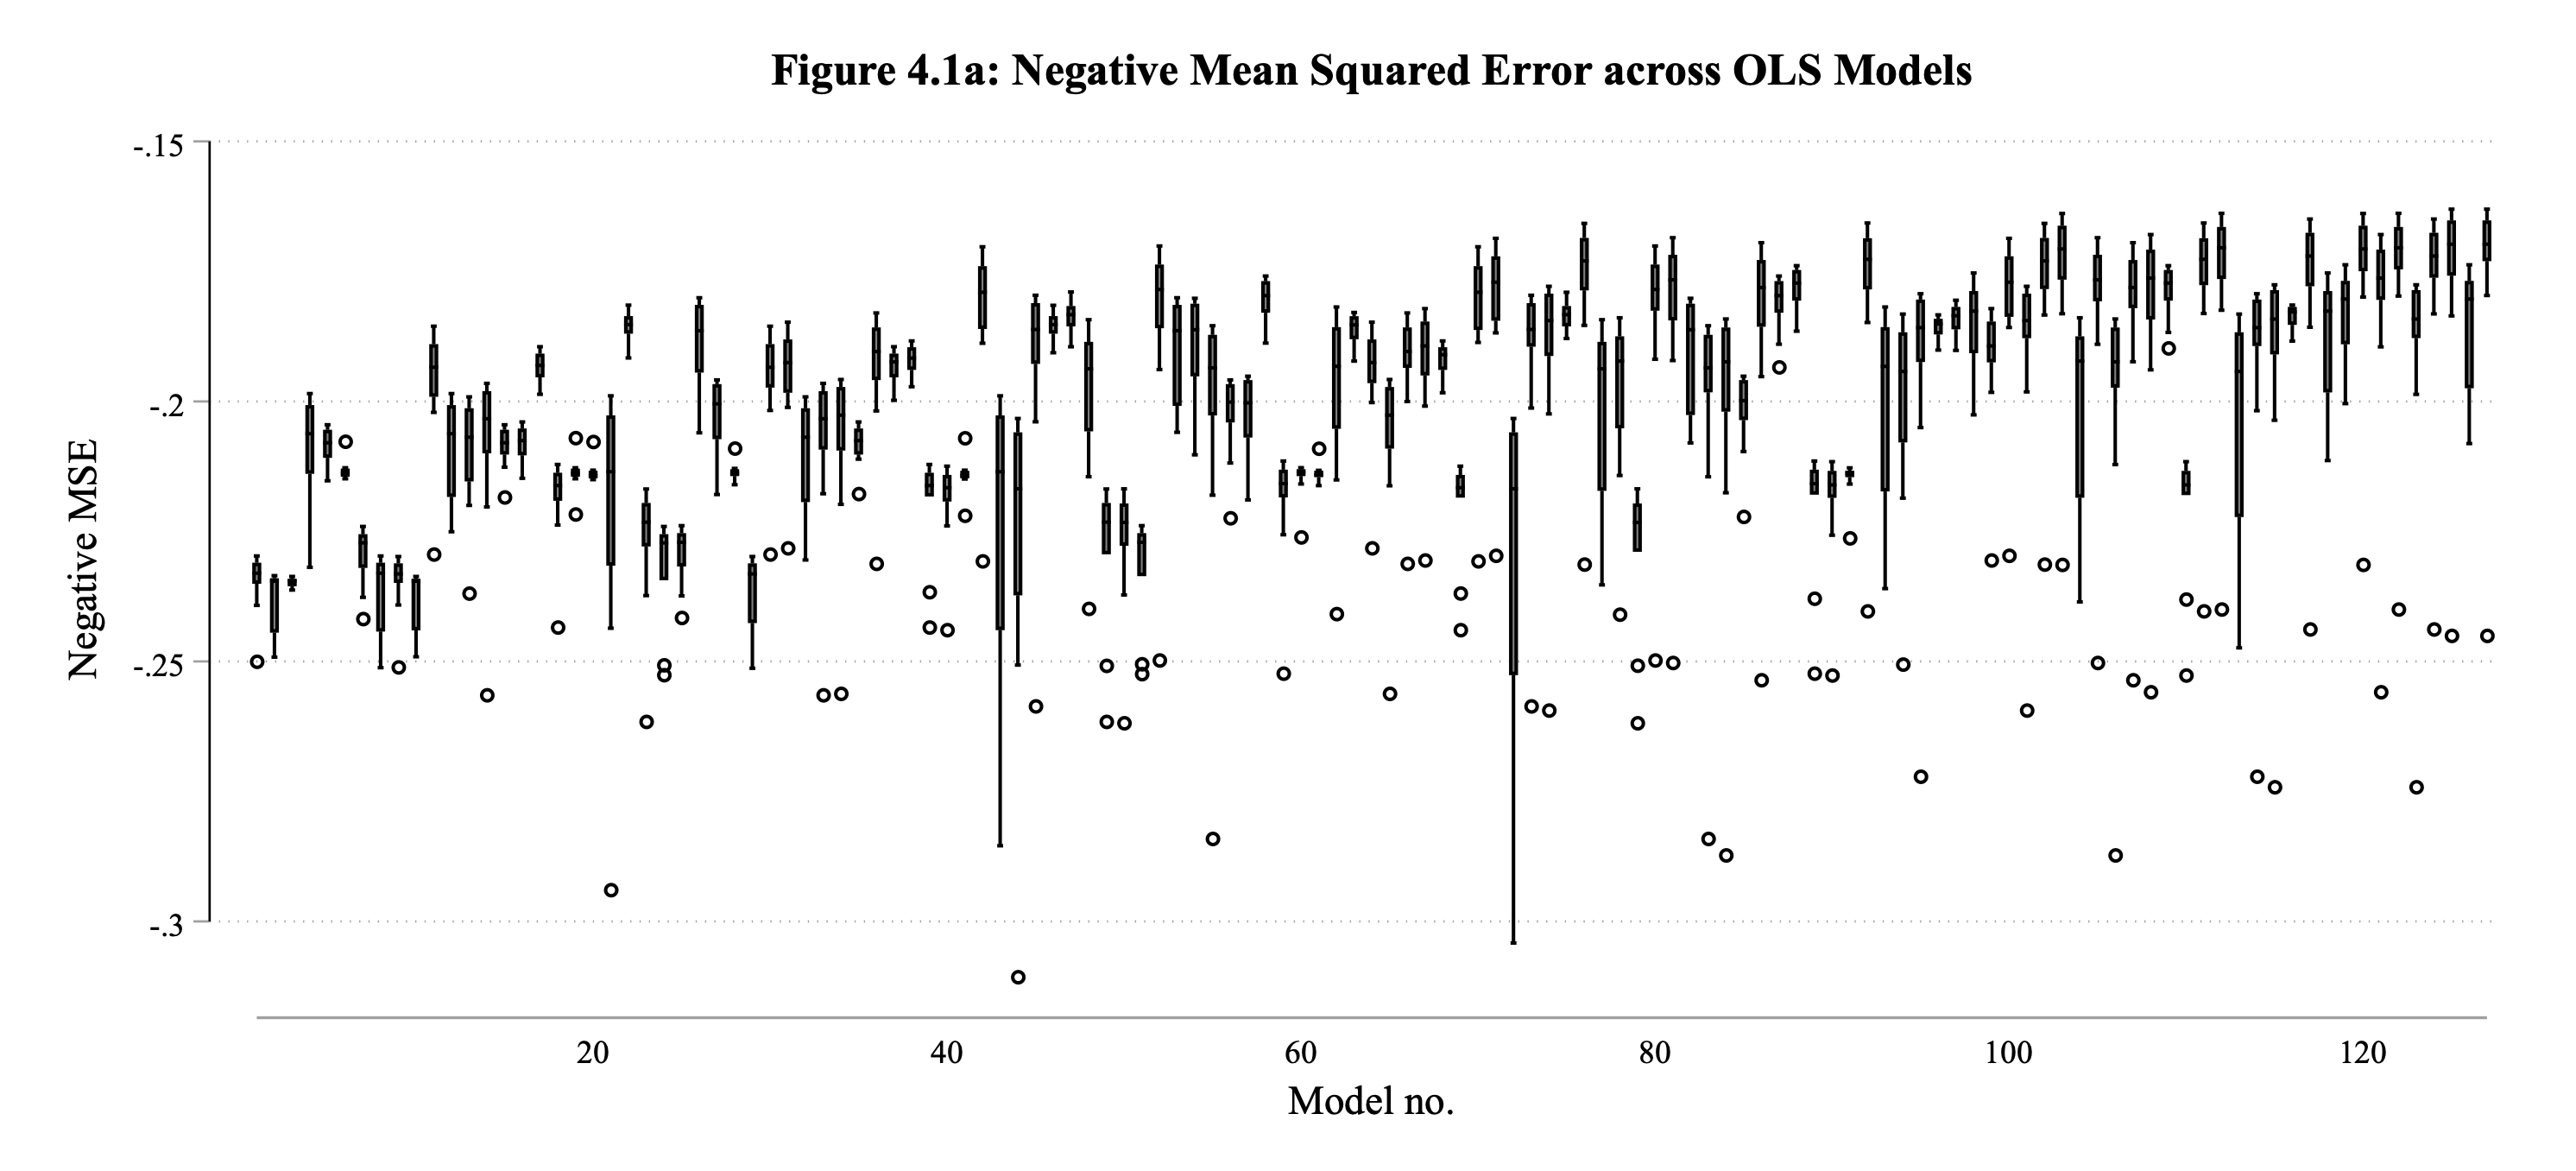 Figure 4.1a: Negative Mean Squared Error across OLS Models
-.15
-.2
-.25
-.3
Negative MSE
20 40 60 80 100 120
Model no.